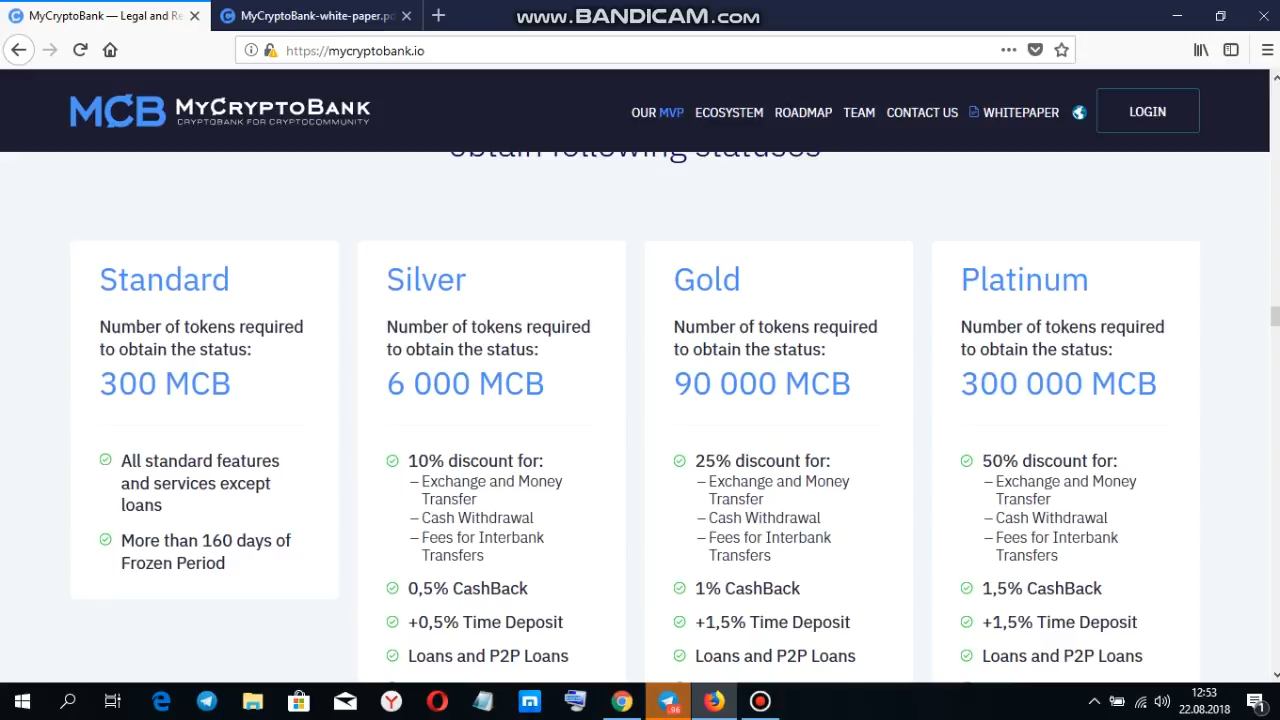 MyCryptoBank — Legal and Re
MyCryptoBank-white-paper.pd
www.BANDICAM.com
https://mycryptobank.io
MCB MYCRYPTOBANK
CRYPTOBANK FOR CRYPTOCOMMUNITY
OUR MVP ECOSYSTEM ROADMAP TEAM CONTACT US WHITEPAPER LOGIN
obtain following statuses
Standard
Number of tokens required
to obtain the status:
300 MCB
All standard features
and services except
loans
More than 160 days of
Frozen Period
Silver
Number of tokens required
to obtain the status:
6 000 MCB
10% discount for:
– Exchange and Money
Transfer
– Cash Withdrawal
– Fees for Interbank
Transfers
0,5% CashBack
+0,5% Time Deposit
Loans and P2P Loans
Gold
Number of tokens required
to obtain the status:
90 000 MCB
25% discount for:
– Exchange and Money
Transfer
– Cash Withdrawal
– Fees for Interbank
Transfers
1% CashBack
+1,5% Time Deposit
Loans and P2P Loans
Platinum
Number of tokens required
to obtain the status:
300 000 MCB
50% discount for:
– Exchange and Money
Transfer
– Cash Withdrawal
– Fees for Interbank
Transfers
1,5% CashBack
+1,5% Time Deposit
Loans and P2P Loans
96
12:53
22.08.2018
1